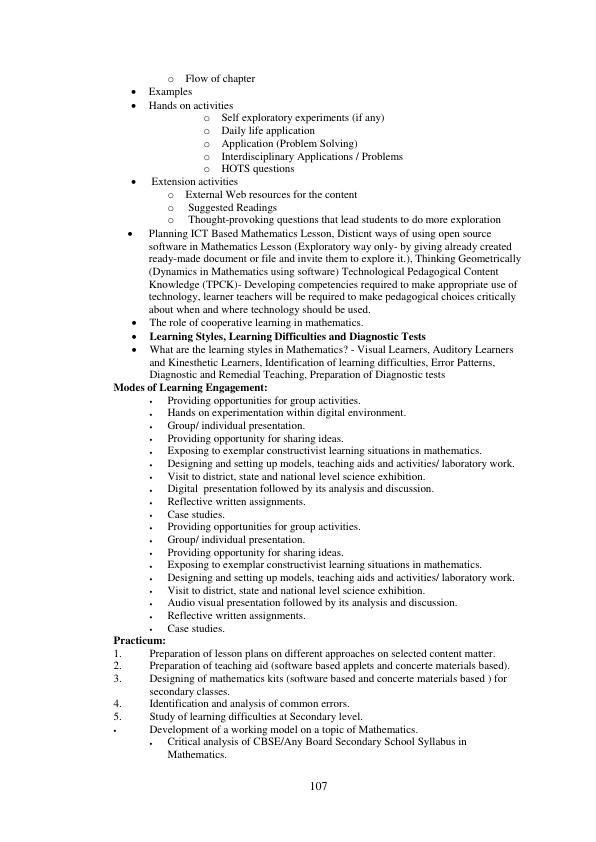 o Flow of chapter
• Examples
• Hands on activities
o Self exploratory experiments (if any)
o Daily life application
o Application (Problem Solving)
o Interdisciplinary Applications / Problems
o HOTS questions
• Extension activities
o External Web resources for the content
o Suggested Readings
o Thought-provoking questions that lead students to do more exploration
• Planning ICT Based Mathematics Lesson, Disticnt ways of using open source
software in Mathematics Lesson (Exploratory way only- by giving already created
ready-made document or file and invite them to explore it.), Thinking Geometrically
(Dynamics in Mathematics using software) Technological Pedagogical Content
Knowledge (TPCK)- Developing competencies required to make appropriate use of
technology, learner teachers will be required to make pedagogical choices critically
about when and where technology should be used.
• The role of cooperative learning in mathematics.
• Learning Styles, Learning Difficulties and Diagnostic Tests
• What are the learning styles in Mathematics? - Visual Learners, Auditory Learners
and Kinesthetic Learners, Identification of learning difficulties, Error Patterns,
Diagnostic and Remedial Teaching, Preparation of Diagnostic tests
Modes of Learning Engagement:
• Providing opportunities for group activities.
• Hands on experimentation within digital environment.
• Group/ individual presentation.
• Providing opportunity for sharing ideas.
• Exposing to exemplar constructivist learning situations in mathematics.
• Designing and setting up models, teaching aids and activities/ laboratory work.
• Visit to district, state and national level science exhibition.
• Digital presentation followed by its analysis and discussion.
• Reflective written assignments.
• Case studies.
• Providing opportunities for group activities.
• Group/ individual presentation.
• Providing opportunity for sharing ideas.
• Exposing to exemplar constructivist learning situations in mathematics.
• Designing and setting up models, teaching aids and activities/ laboratory work.
• Visit to district, state and national level science exhibition.
• Audio visual presentation followed by its analysis and discussion.
• Reflective written assignments.
• Case studies.
Practicum:
1. Preparation of lesson plans on different approaches on selected content matter.
2. Preparation of teaching aid (software based applets and concerte materials based).
3. Designing of mathematics kits (software based and concerte materials based ) for
secondary classes.
4. Identification and analysis of common errors.
5. Study of learning difficulties at Secondary level.
• Development of a working model on a topic of Mathematics.
• Critical analysis of CBSE/Any Board Secondary School Syllabus in
Mathematics.
107